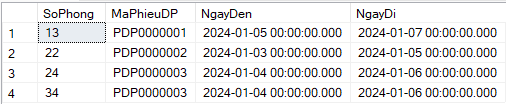 SoPhong MaPhieuDP NgayDen NgayDi
1 13 PDP0000001 2024-01-05 00:00:00.000 2024-01-07 00:00:00.000
2 22 PDP0000002 2024-01-03 00:00:00.000 2024-01-05 00:00:00.000
3 24 PDP0000003 2024-01-04 00:00:00.000 2024-01-06 00:00:00.000
4 34 PDP0000003 2024-01-04 00:00:00.000 2024-01-06 00:00:00.000